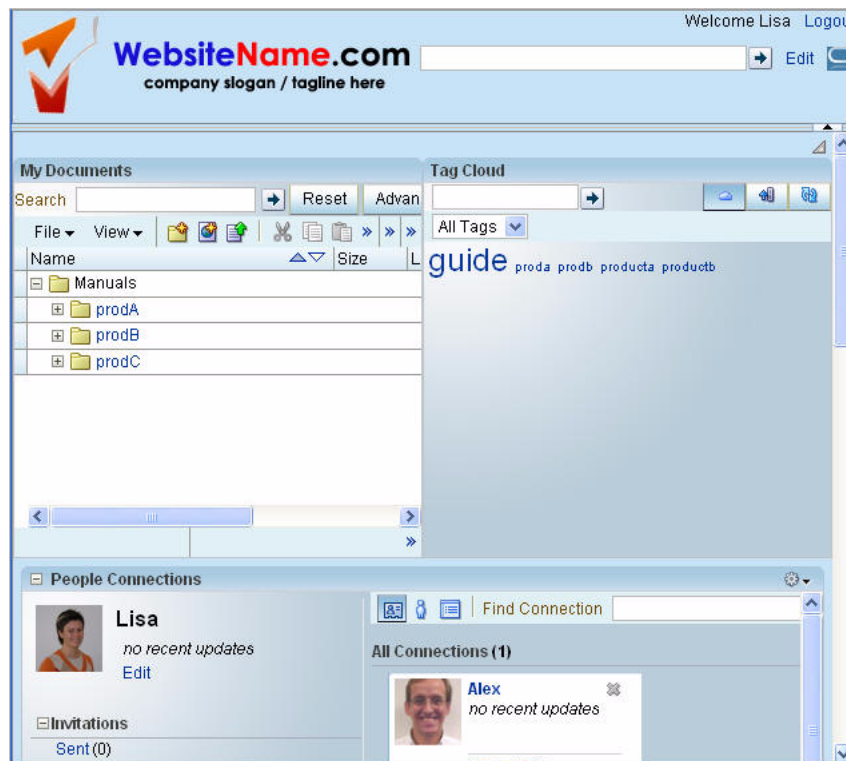 Welcome Lisa Logou
WebsiteName.com
Edit
company slogan / tagline here
My Documents
Search Reset Advan
File View » » »
Name Size L
Manuals
prodA
prodB
prodC
»
Tag Cloud
All Tags
guide proda prodb producta productb
People Connections
Lisa
no recent updates
Edit
Invitations
Sent (0)
Find Connection
All Connections (1)
Alex
no recent updates